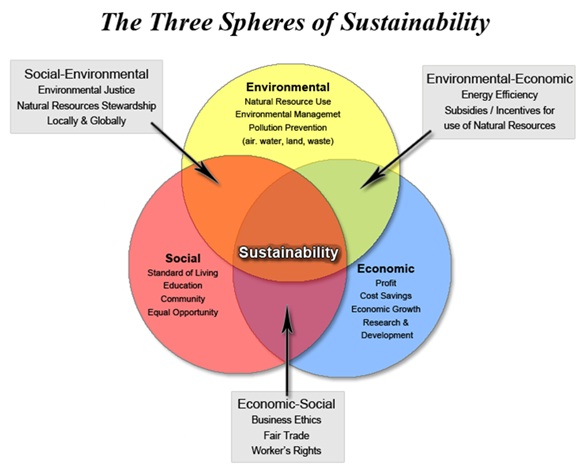 The Three Spheres of Sustainability
Social-Environmental
Environmental Justice
Natural Resources Stewardship
Locally & Globally
Environmental
Natural Resource Use
Environmental Managemet
Pollution Prevention
(air. water, land, waste)
Environmental-Economic
Energy Efficiency
Subsidies / Incentives for
use of Natural Resources
Sustainability
Social
Standard of Living
Education
Community
Equal Opportunity
Economic
Profit
Cost Savings
Economic Growth
Research &
Development
Economic-Social
Business Ethics
Fair Trade
Worker's Rights